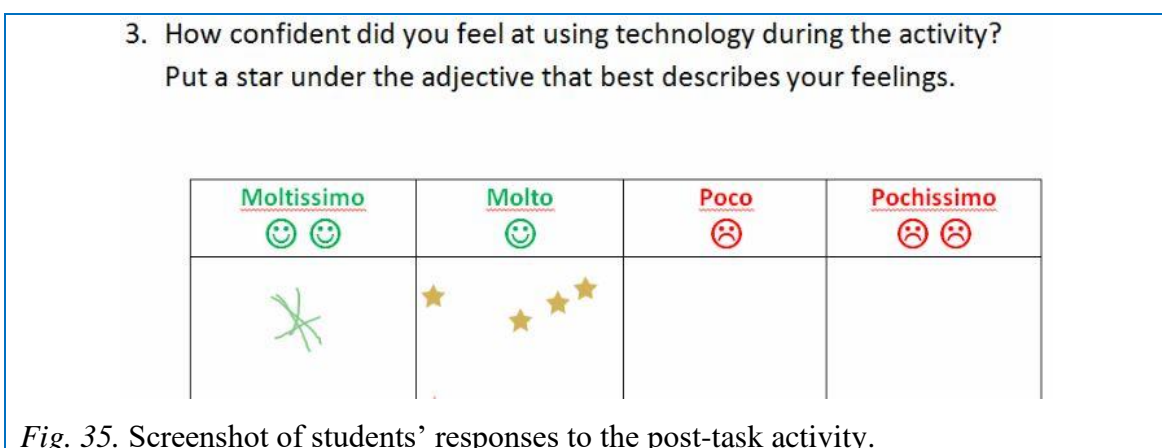 3. How confident did you feel at using technology during the activity?
Put a star under the adjective that best describes your feelings.
Moltissimo Molto Poco Pochissimo
Fig. 35. Screenshot of students’ responses to the post-task activity.